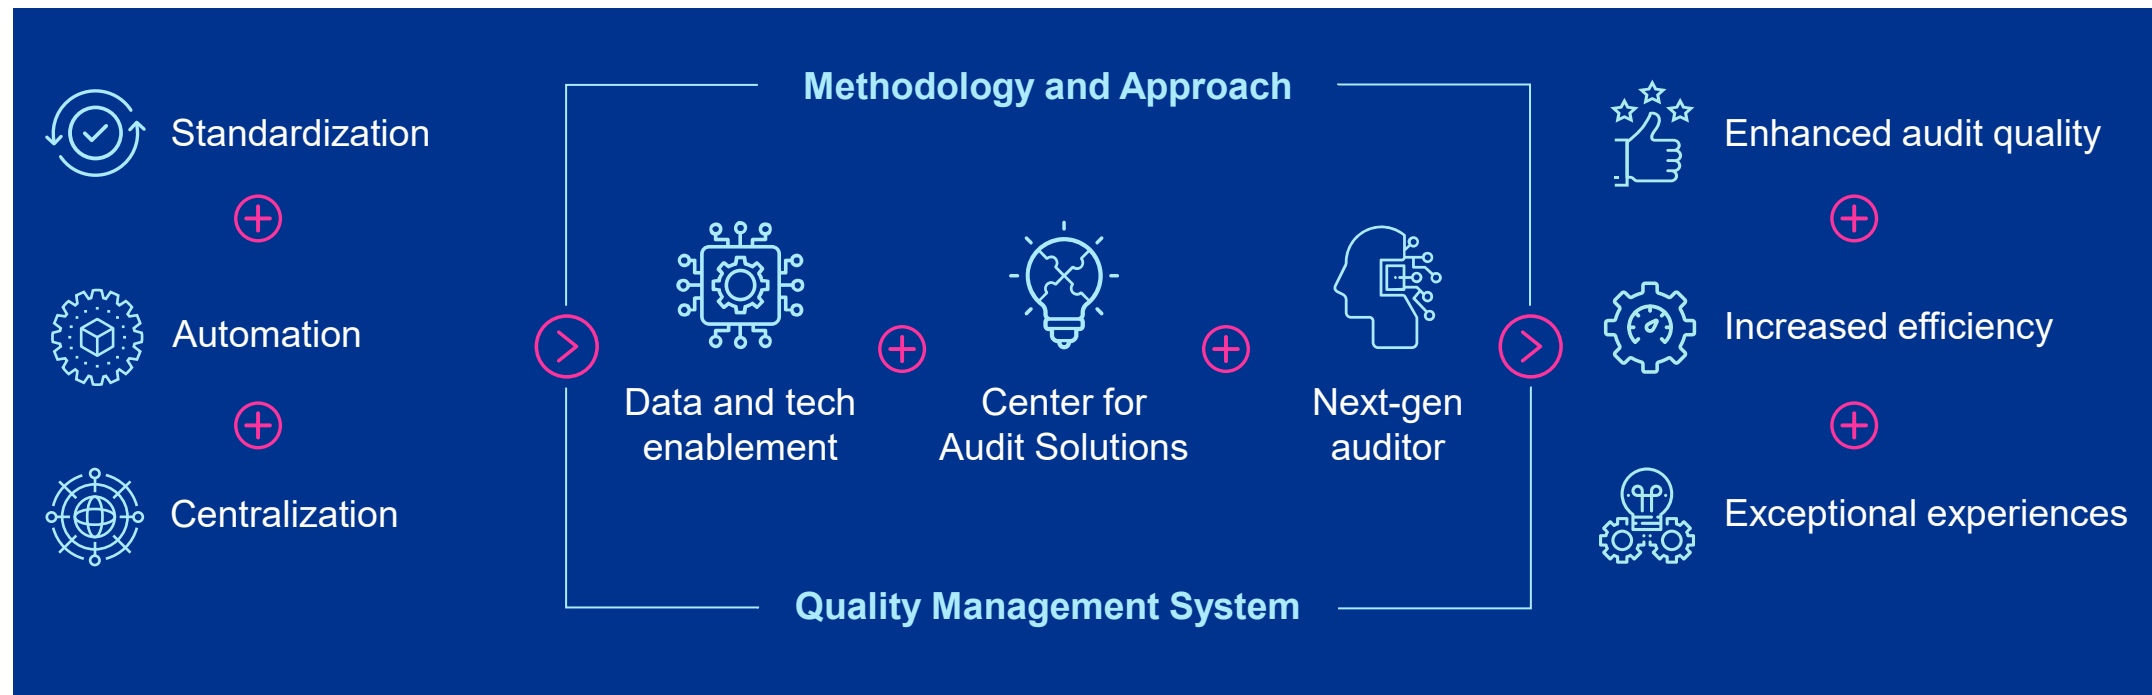 Standardization
Automation
Centralization
Methodology and Approach
Data and tech
enablement
Center for
Audit Solutions
Next-gen
auditor
Quality Management System
Enhanced audit quality
Increased efficiency
Exceptional experiences